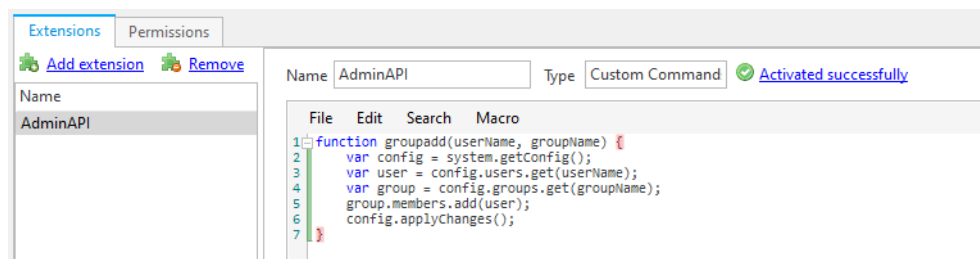 Extensions Permissions
Add extension Remove
Name AdminAPI Type Custom Command Activated successfully
Name
AdminAPI
File Edit Search Macro
1 function groupadd(userName, groupName) {
2 var config = system.getConfig();
3 var user = config.users.get(userName);
4 var group = config.groups.get(groupName);
5 group.members.add(user);
6 config.applyChanges();
7 }